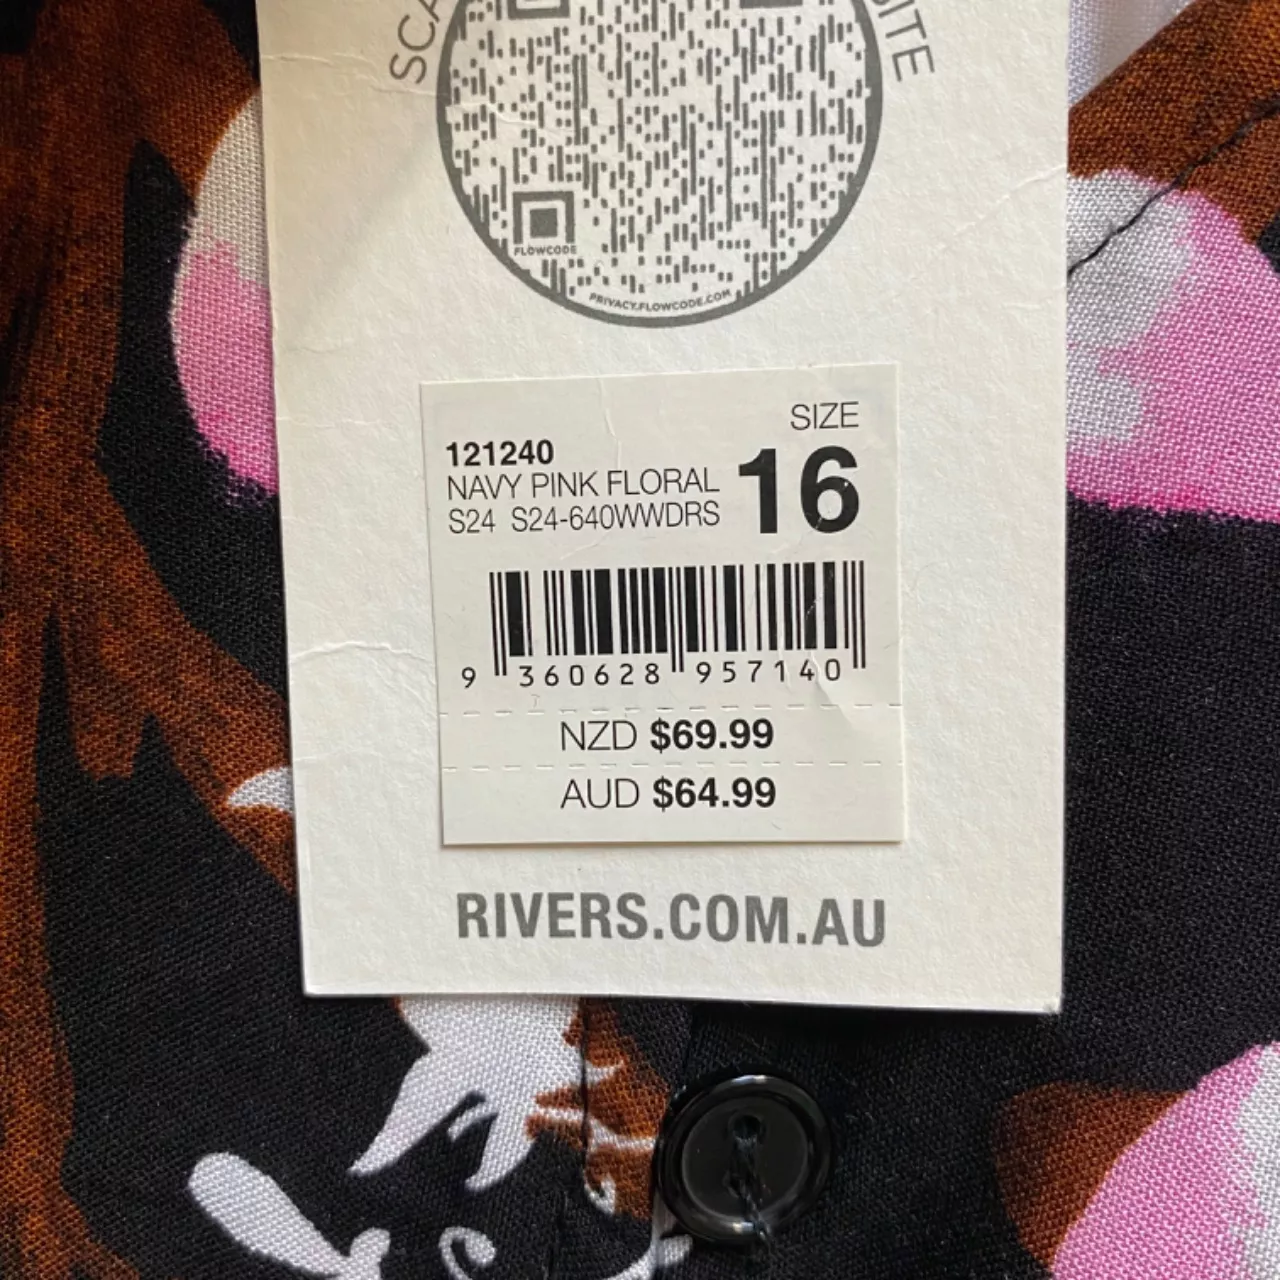 FLOWCODE
PRIVACY.FLOWCODE.COM
SIZE
121240
16
NAVY PINK FLORAL
S24 S24-640WWDRS
9 360628 957140
NZD $69.99
AUD $64.99
RIVERS.COM.AU